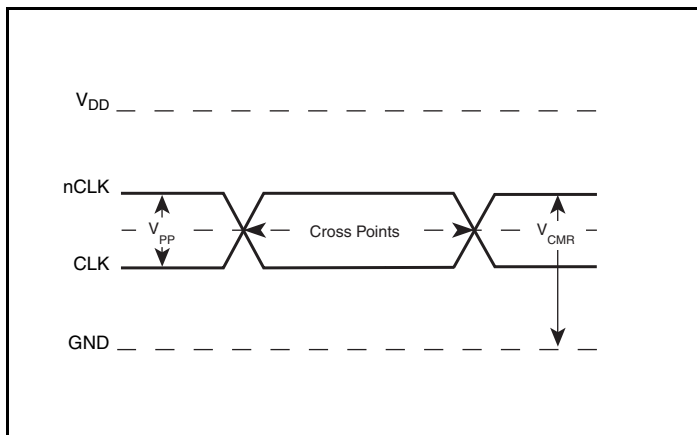 VDD
nCLK
VPP
Cross Points
VCMR
CLK
GND